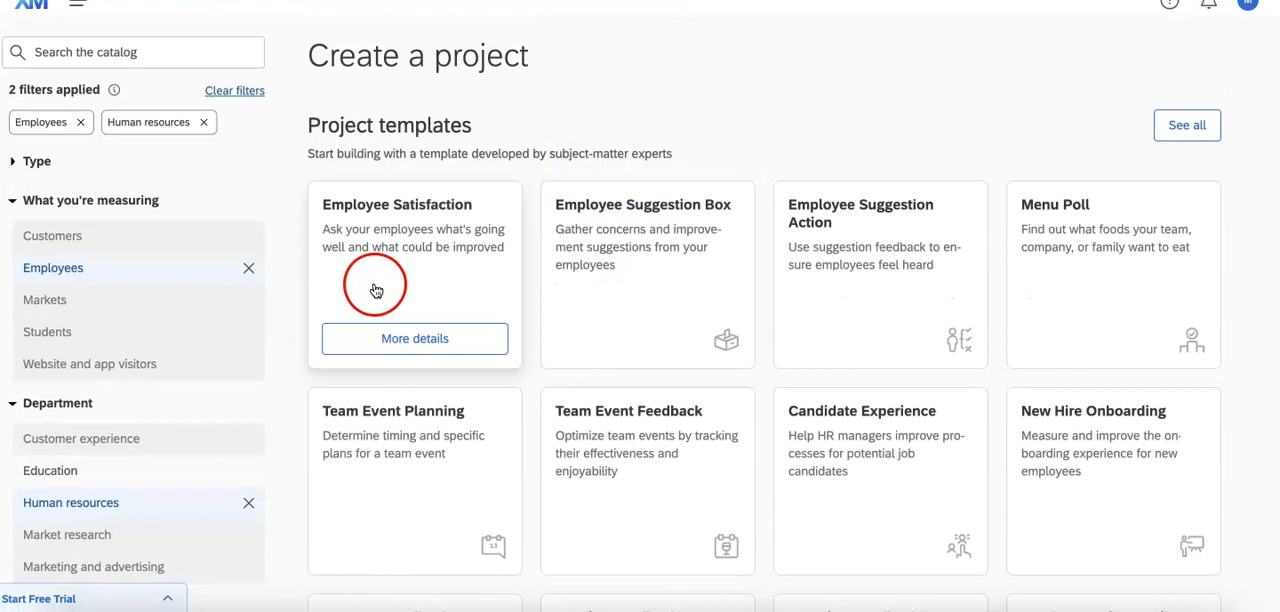 XM
Search the catalog
2 filters applied
Clear filters
Employees
Human resources
Type
What you're measuring
Customers
Employees
Markets
Students
Website and app visitors
Department
Customer experience
Education
Human resources
Market research
Marketing and advertising
Start Free Trial
Create a project
Project templates
See all
Start building with a template developed by subject-matter experts
Employee Satisfaction
Ask your employees what's going
well and what could be improved
More details
Employee Suggestion Box
Gather concerns and improve-
ment suggestions from your
employees
Employee Suggestion
Action
Use suggestion feedback to en-
sure employees feel heard
Menu Poll
Find out what foods your team,
company, or family want to eat
Team Event Planning
Determine timing and specific
plans for a team event
Team Event Feedback
Optimize team events by tracking
their effectiveness and
enjoyability
Candidate Experience
Help HR managers improve pro-
cesses for potential job
candidates
New Hire Onboarding
Measure and improve the on-
boarding experience for new
employees